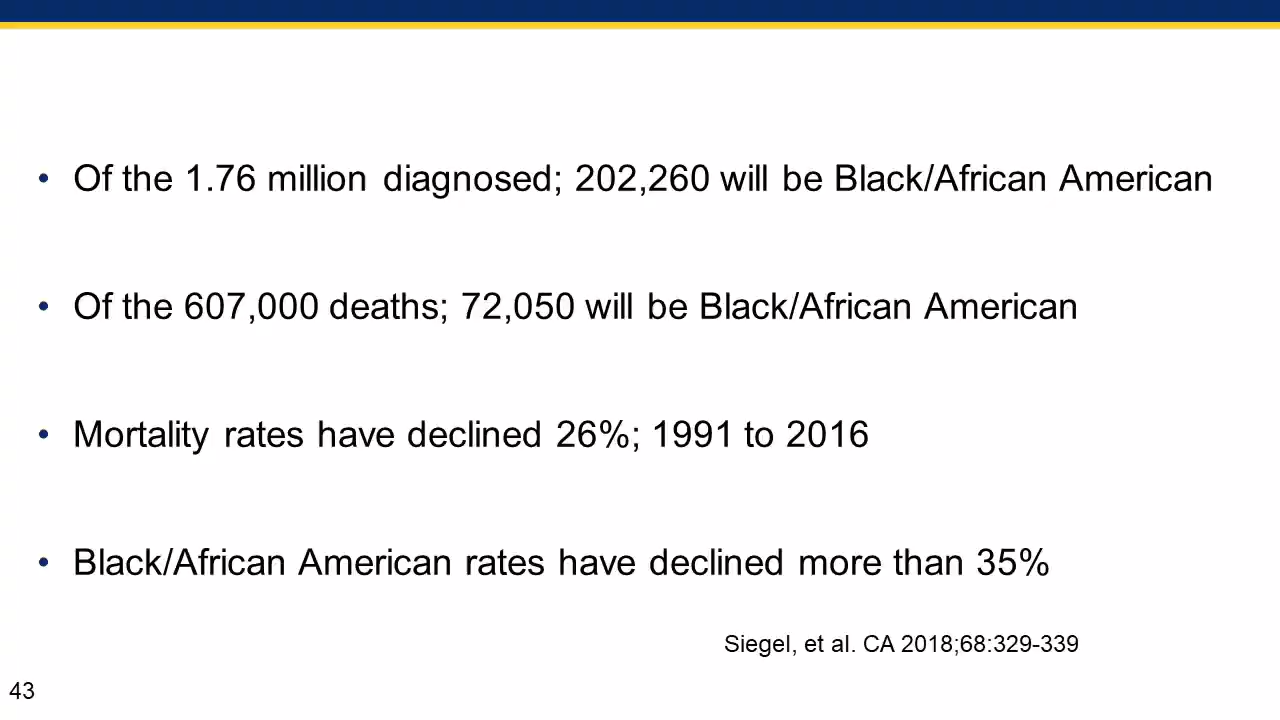 • Of the 1.76 million diagnosed; 202,260 will be Black/African American
• Of the 607,000 deaths; 72,050 will be Black/African American
• Mortality rates have declined 26%; 1991 to 2016
• Black/African American rates have declined more than 35%
Siegel, et al. CA 2018;68:329-339
43